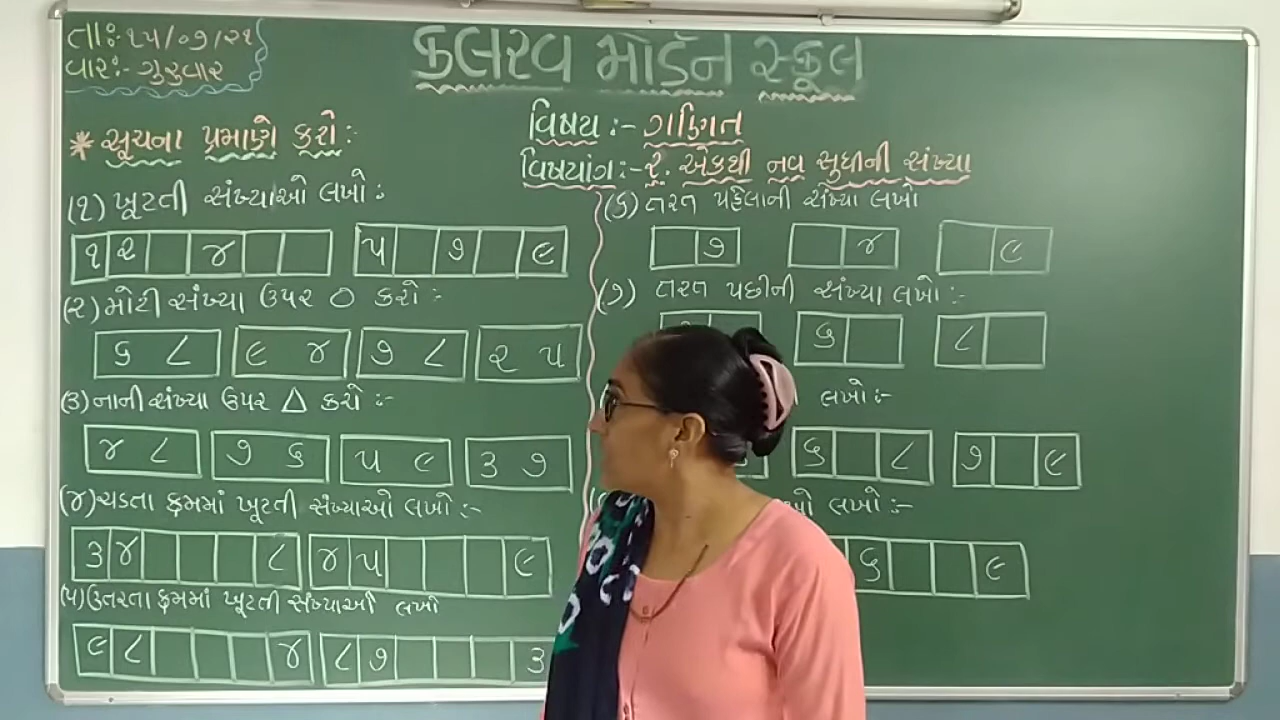 તાઃ-૧૫/૦૭/૨૧
વારઃ- ગુરુવાર
કલરવ મોર્ડન સ્કૂલ
વિષય :- ગણિત
વિષયાંગ:- ૨. એકથી નવ સુધીની સંખ્યા
* સૂચના પ્રમાણે કરો :-
(૧) ખૂટતી સંખ્યાઓ લખો :
૧ ૨ ૪ ૫ ૭ ૯
(૨) મોટી સંખ્યા ઉપર ○ કરો :-
૬ ૮ ૯ ૪ ૭ ૮ ૨ ૫
(૩) નાની સંખ્યા ઉપર △ કરો :-
૪ ૮ ૭ ૬ ૫ ૯ ૩ ૭
(૪) ચડતા ક્રમમાં ખૂટતી સંખ્યાઓ લખો :-
૩ ૪ ૮ ૪ ૫ ૯
(૫) ઉતરતા ક્રમમાં ખૂટતી સંખ્યાઓ લખો
૯ ૮ ૪ ૮ ૭ ૩
(૬) તરત પહેલાની સંખ્યા લખો
૭ ૪ ૯
(૭) તરત પછીની સંખ્યા લખો :-
૬ ૮
લખો :-
૬ ૮ ૭ ૯
લખો :-
૬ ૯